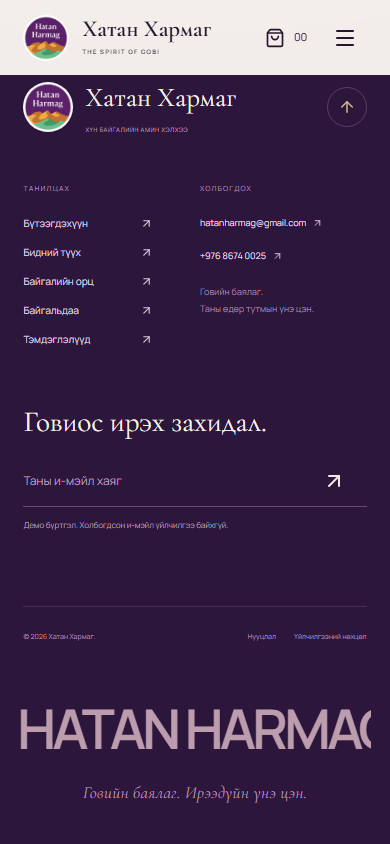 Hatan
Harmag
Хатан Хармаг
THE SPIRIT OF GOBI
00
Hatan
Harmag
Хатан Хармаг
ХҮН БАЙГАЛИЙН АМИН ХЭЛХЭЭ
ТАНИЛЦАХ
Бүтээгдэхүүн
Бидний түүх
Байгалийн орц
Байгальдаа
Тэмдэглэлүүд
ХОЛБОГДОХ
hatanharmag@gmail.com
+976 8674 0025
Говийн баялаг.
Таны өдөр тутмын үнэ цэн.
Говиос ирэх захидал.
Таны и-мэйл хаяг
Демо бүртгэл. Холбогдсон и-мэйл үйлчилгээ байхгүй.
© 2026 Хатан Хармаг.
Нууцлал
Үйлчилгээний нөхцөл
HATAN HARMAG
Говийн баялаг. Ирээдүйн үнэ цэн.